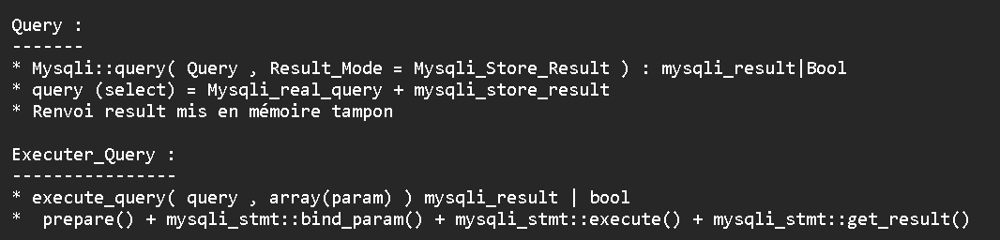 Query :
-------
* Mysqli::query( Query , Result_Mode = Mysqli_Store_Result ) : mysqli_result|Bool
* query (select) = Mysqli_real_query + mysqli_store_result
* Renvoi result mis en mémoire tampon
Executer_Query :
----------------
* execute_query( query , array(param) ) mysqli_result | bool
*  prepare() + mysqli_stmt::bind_param() + mysqli_stmt::execute() + mysqli_stmt::get_result()